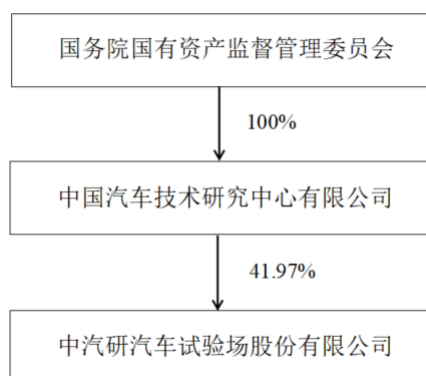 国务院国有资产监督管理委员会
100%
中国汽车技术研究中心有限公司
41.97%
中汽研汽车试验场股份有限公司